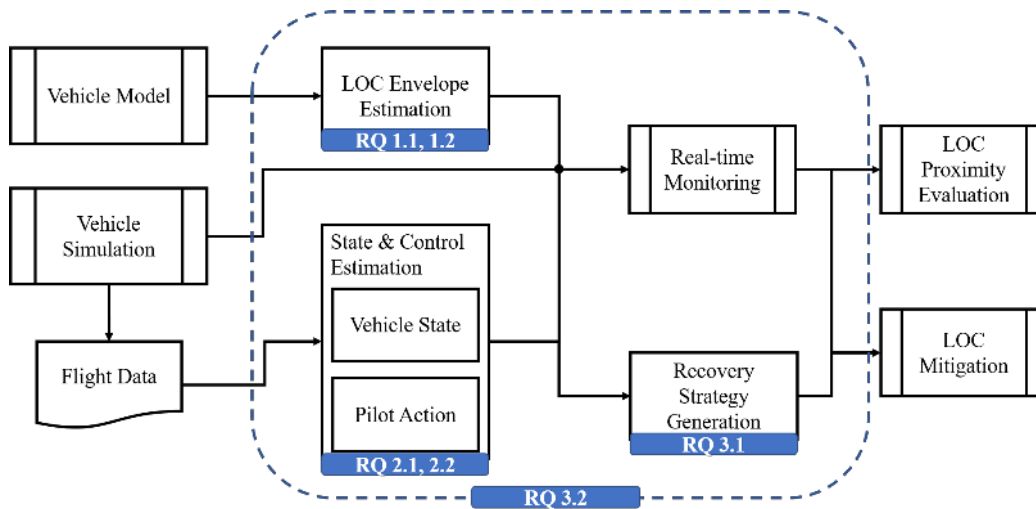 Vehicle Model
LOC Envelope
Estimation
RQ 1.1, 1.2
Real-time
Monitoring
LOC
Proximity
Evaluation
Vehicle
Simulation
State & Control
Estimation
Vehicle State
Pilot Action
RQ 2.1, 2.2
Flight Data
Recovery
Strategy
Generation
RQ 3.1
LOC
Mitigation
RQ 3.2